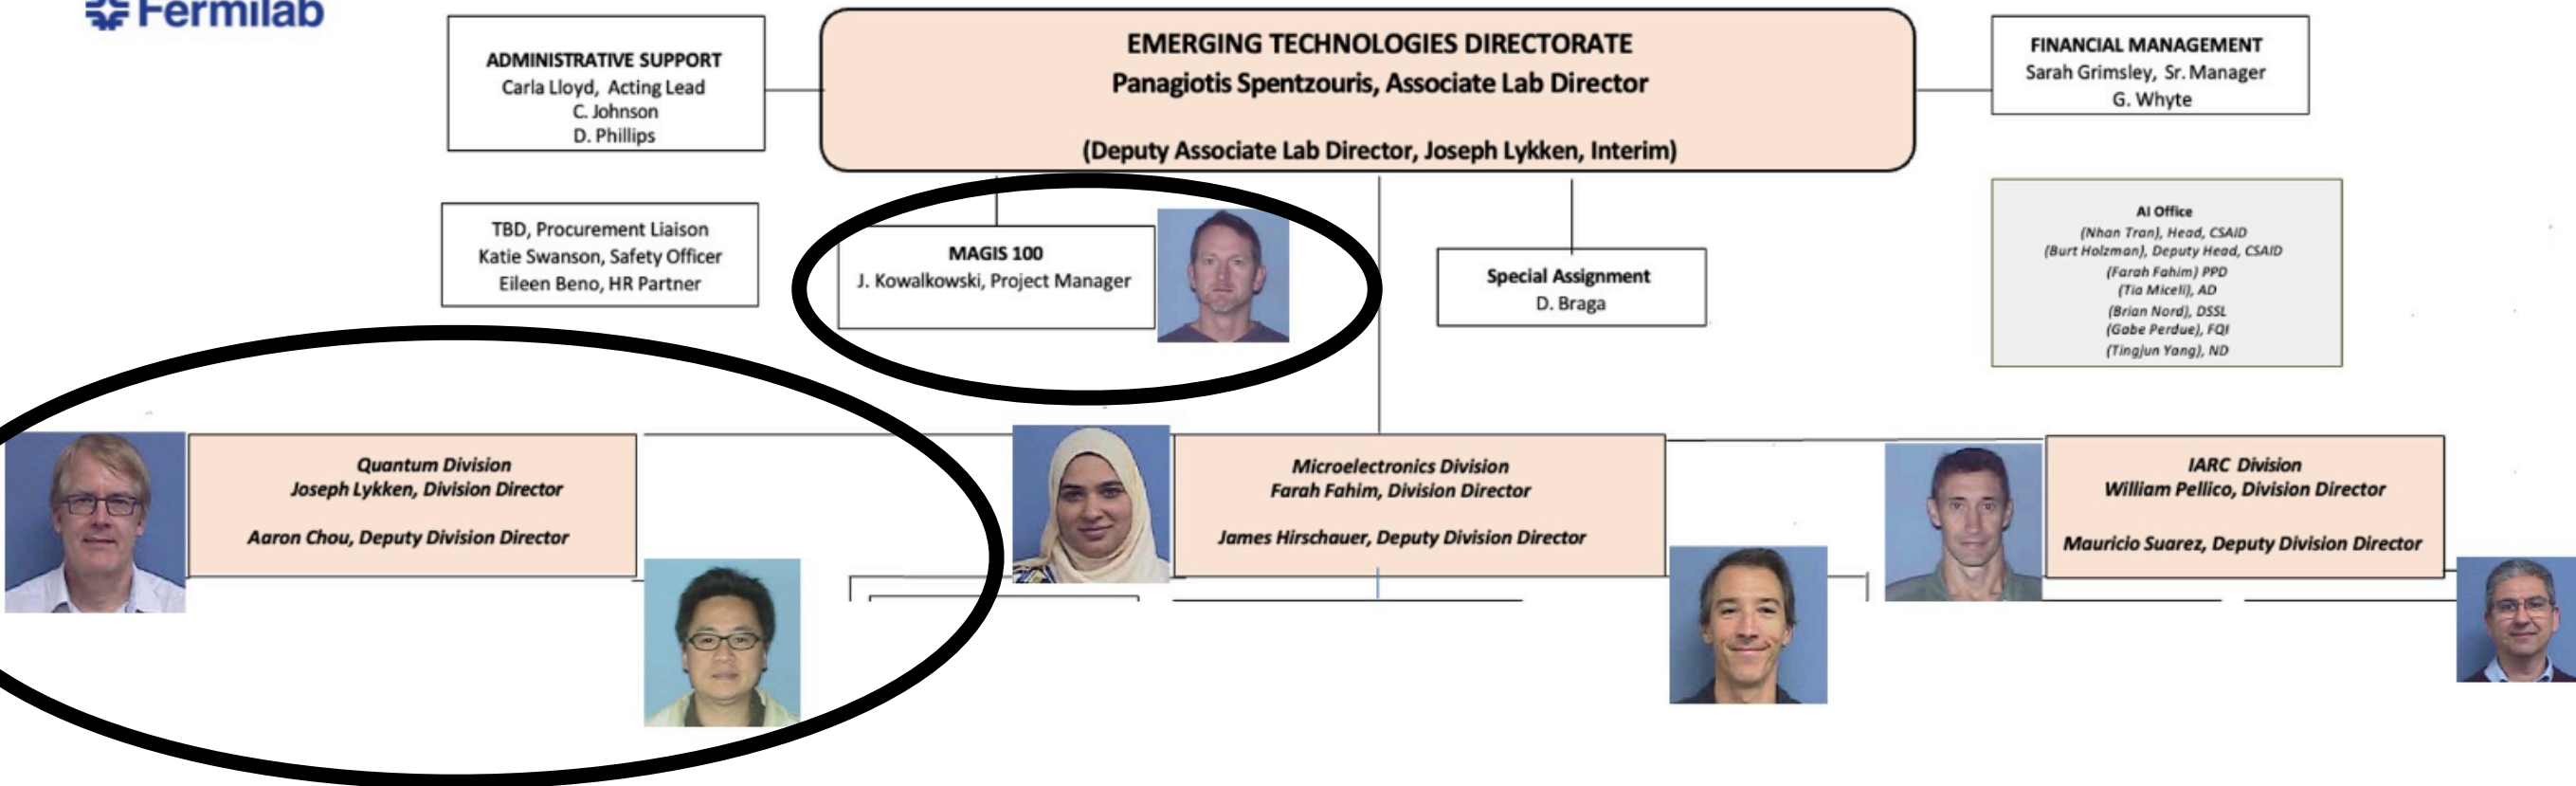 Fermilab
ADMINISTRATIVE SUPPORT
Carla Lloyd, Acting Lead
C. Johnson
D. Phillips
EMERGING TECHNOLOGIES DIRECTORATE
Panagiotis Spentzouris, Associate Lab Director
(Deputy Associate Lab Director, Joseph Lykken, Interim)
FINANCIAL MANAGEMENT
Sarah Grimsley, Sr. Manager
G. Whyte
TBD, Procurement Liaison
Katie Swanson, Safety Officer
Eileen Beno, HR Partner
MAGIS 100
J. Kowalkowski, Project Manager
Special Assignment
D. Braga
AI Office
(Nhan Tran), Head, CSAID
(Burt Holzman), Deputy Head, CSAID
(Farah Fahim) PPD
(Tia Miceli), AD
(Brian Nord), DSSL
(Gabe Perdue), FQI
(Tingjun Yang), ND
Quantum Division
Joseph Lykken, Division Director
Aaron Chou, Deputy Division Director
Microelectronics Division
Farah Fahim, Division Director
James Hirschauer, Deputy Division Director
IARC Division
William Pellico, Division Director
Mauricio Suarez, Deputy Division Director